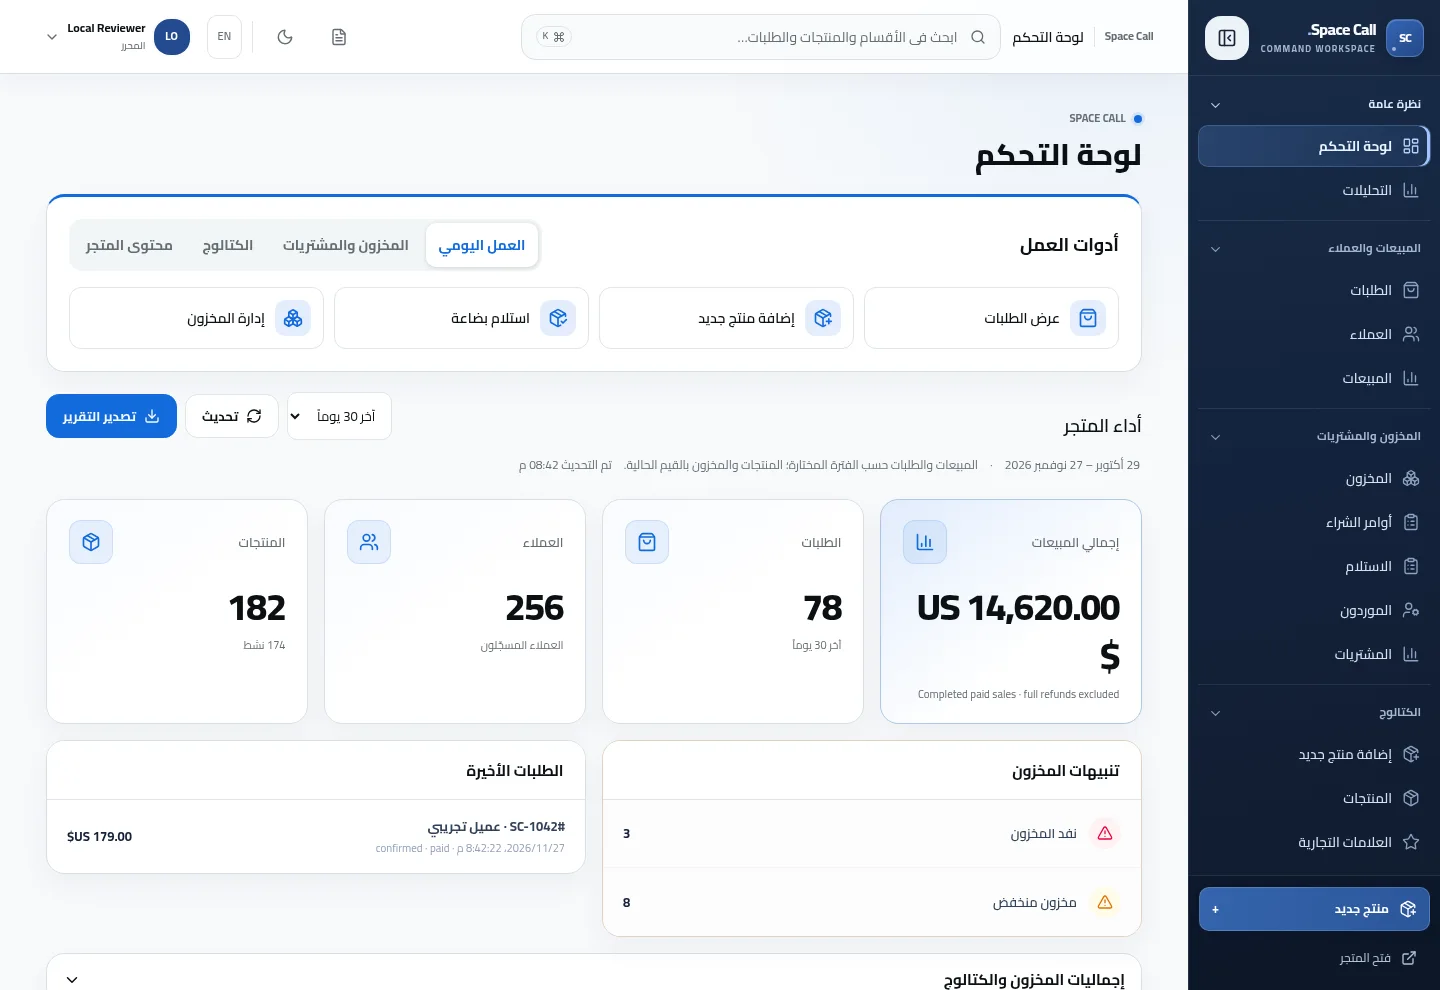 Space Call.
COMMAND WORKSPACE
SC
نظرة عامة
لوحة التحكم
التحليلات
المبيعات والعملاء
الطلبات
العملاء
المبيعات
المخزون والمشتريات
المخزون
أوامر الشراء
الاستلام
الموردون
المشتريات
الكتالوج
إضافة منتج جديد
المنتجات
العلامات التجارية
منتج جديد +
فتح المتجر
Space Call
لوحة التحكم
ابحث في الأقسام والمنتجات والطلبات...
⌘ K
EN
LO
Local Reviewer
المحرر
SPACE CALL
لوحة التحكم
أدوات العمل
العمل اليومي
المخزون والمشتريات
الكتالوج
محتوى المتجر
عرض الطلبات
إضافة منتج جديد
استلام بضاعة
إدارة المخزون
أداء المتجر
آخر 30 يوماً
تحديث
تصدير التقرير
29 أكتوبر – 27 نوفمبر 2026 · المبيعات والطلبات حسب الفترة المختارة؛ المنتجات والمخزون بالقيم الحالية. تم التحديث 08:42 م
إجمالي المبيعات
US 14,620.00
$
Completed paid sales · full refunds excluded
الطلبات
78
آخر 30 يوماً
العملاء
256
العملاء المسجّلون
المنتجات
182
174 نشط
تنبيهات المخزون
نفد المخزون
3
مخزون منخفض
8
الطلبات الأخيرة
#SC-1042 · عميل تجريبي
confirmed · paid · 27‏/11‏/2026، 8:42:22 م
$US 179.00
إجماليات المخزون والكتالوج